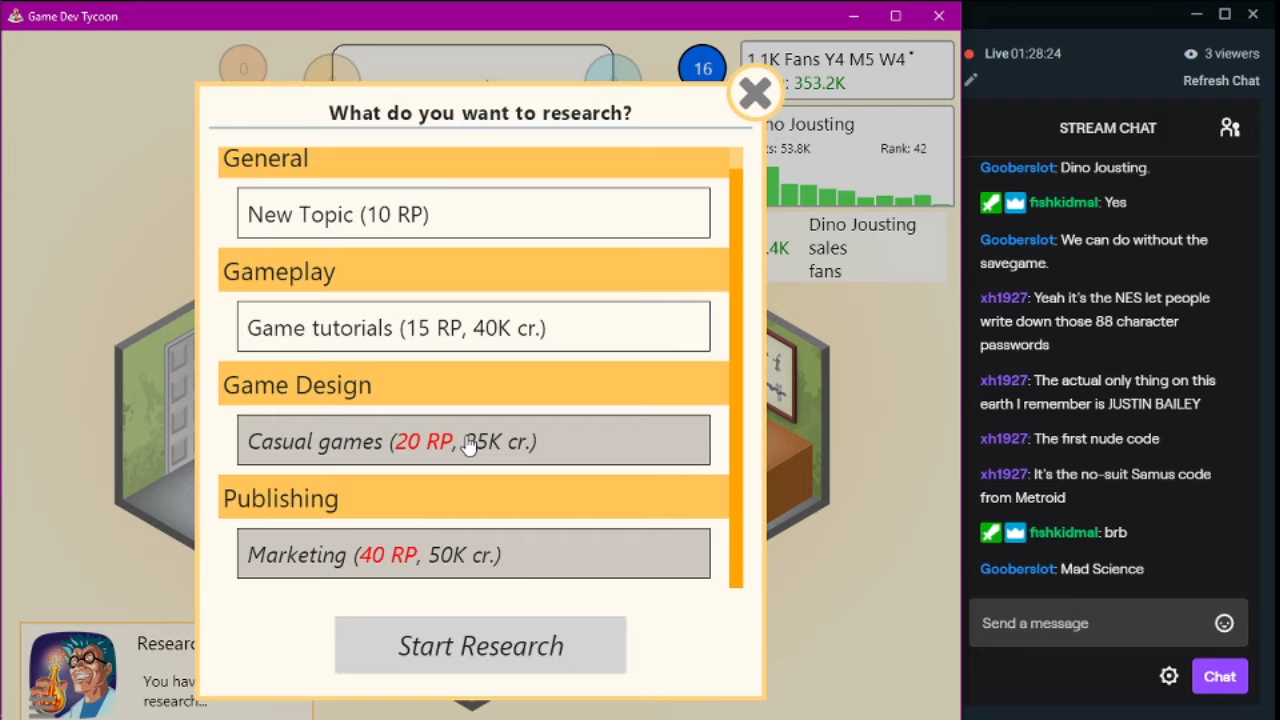 Game Dev Tycoon
0
16
1.1K Fans Y4 M5 W4
: 353.2K
no Jousting
s: 53.8K
Rank: 42
.4K
Dino Jousting
sales
fans
What do you want to research?
General
New Topic (10 RP)
Gameplay
Game tutorials (15 RP, 40K cr.)
Game Design
Casual games (20 RP, 5K cr.)
Publishing
Marketing (40 RP, 50K cr.)
Start Research
Researc
You hav
research...
Live 01:28:24
3 viewers
Refresh Chat
STREAM CHAT
Gooberslot: Dino Jousting.
fishkidmal: Yes
Gooberslot: We can do without the
savegame.
xh1927: Yeah it's the NES let people
write down those 88 character
passwords
xh1927: The actual only thing on this
earth I remember is JUSTIN BAILEY
xh1927: The first nude code
xh1927: It's the no-suit Samus code
from Metroid
fishkidmal: brb
Gooberslot: Mad Science
Send a message
Chat